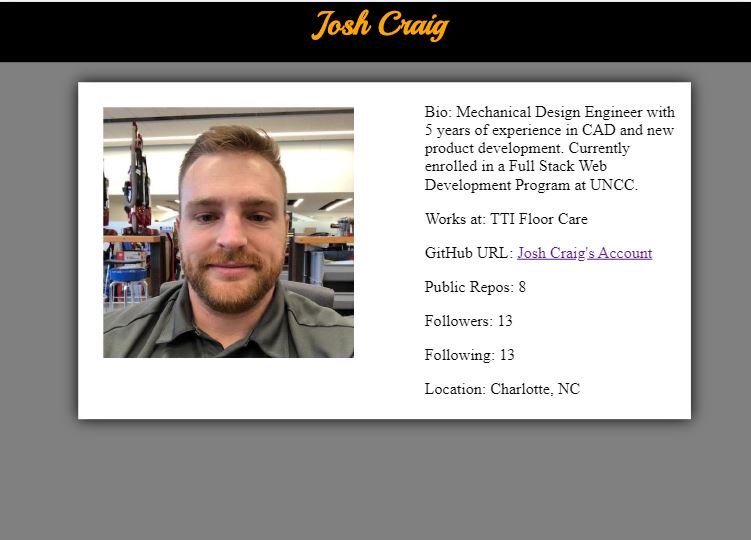 Josh Craig
Bio: Mechanical Design Engineer with
5 years of experience in CAD and new
product development. Currently
enrolled in a Full Stack Web
Development Program at UNCC.
Works at: TTI Floor Care
GitHub URL: Josh Craig's Account
Public Repos: 8
Followers: 13
Following: 13
Location: Charlotte, NC